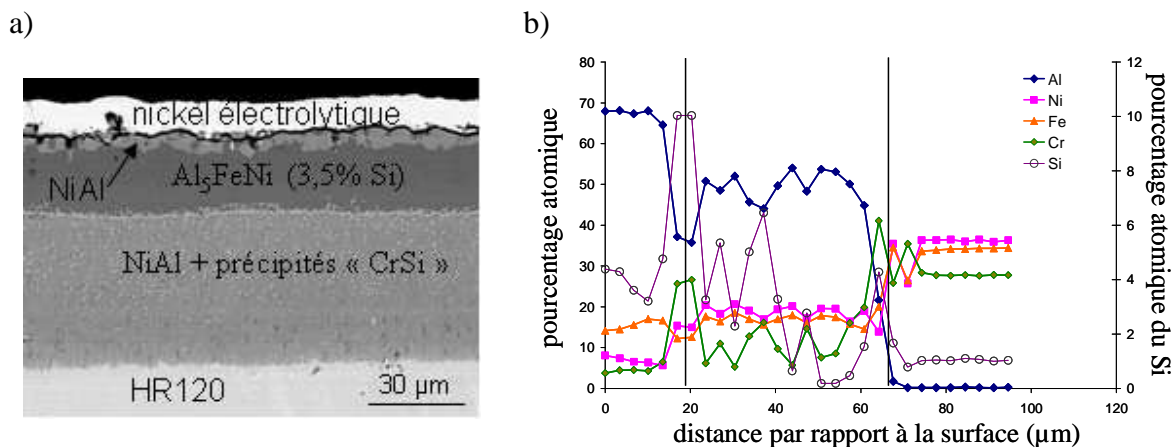 a)
nickel électrolytique
NiAl
Al₅FeNi (3,5% Si)
NiAl + précipités « CrSi »
HR120
30 µm
b)
pourcentage atomique
80
70
60
50
40
30
20
10
0
Al
Ni
Fe
Cr
Si
12
10
8
6
4
2
0
pourcentage atomique du Si
0
20
40
60
80
100
120
distance par rapport à la surface (µm)